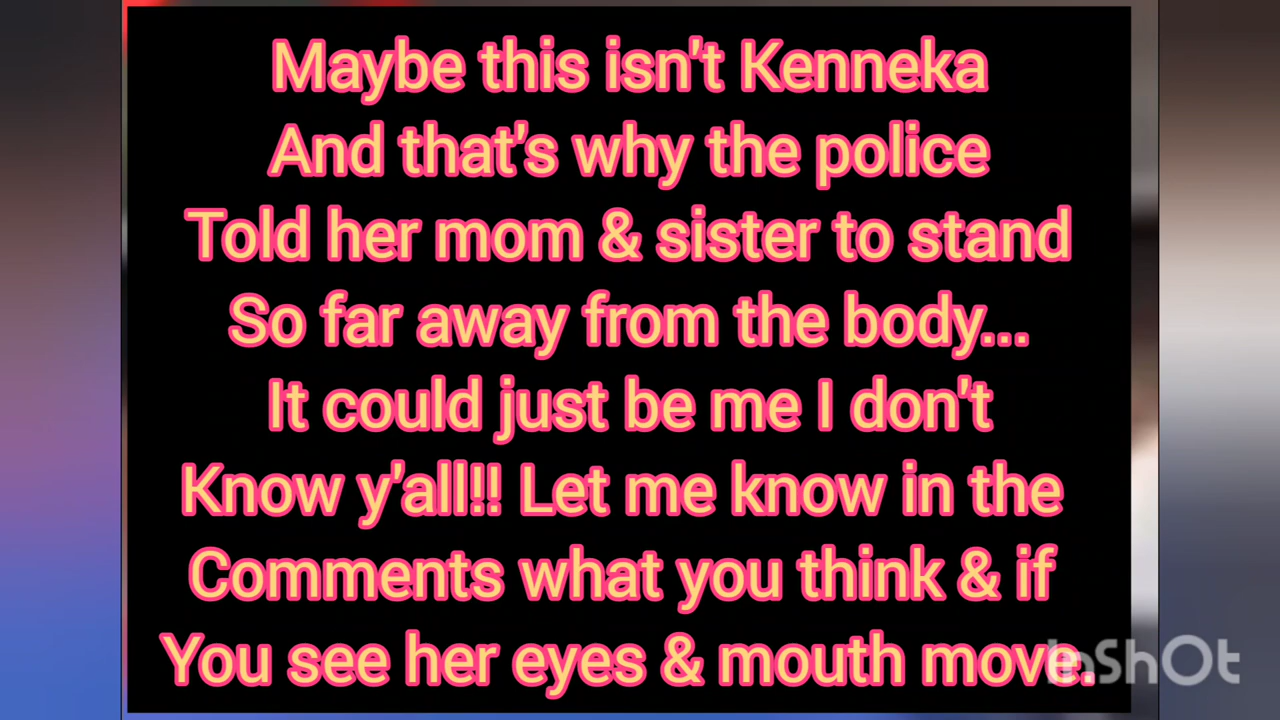 Maybe this isn't Kenneka
And that's why the police
Told her mom & sister to stand
So far away from the body...
It could just be me I don't
Know y'all!! Let me know in the
Comments what you think & if
You see her eyes & mouth move.
InShOt